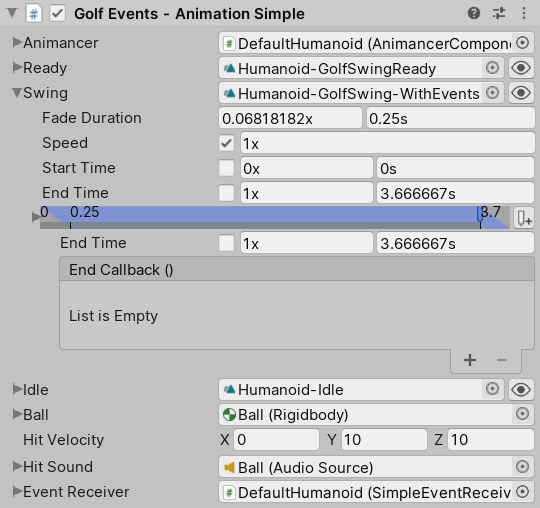 Golf Events - Animation Simple
Animancer DefaultHumanoid (AnimancerCompon
Ready Humanoid-GolfSwingReady
Swing Humanoid-GolfSwing-WithEvents
Fade Duration 0.06818182x 0.25s
Speed 1x
Start Time 0x 0s
End Time 1x 3.666667s
0 0.25 3.7
End Time 1x 3.666667s
End Callback ()
List is Empty
+ −
Idle Humanoid-Idle
Ball Ball (Rigidbody)
Hit Velocity X 0 Y 10 Z 10
Hit Sound Ball (Audio Source)
Event Receiver DefaultHumanoid (SimpleEventReceiv